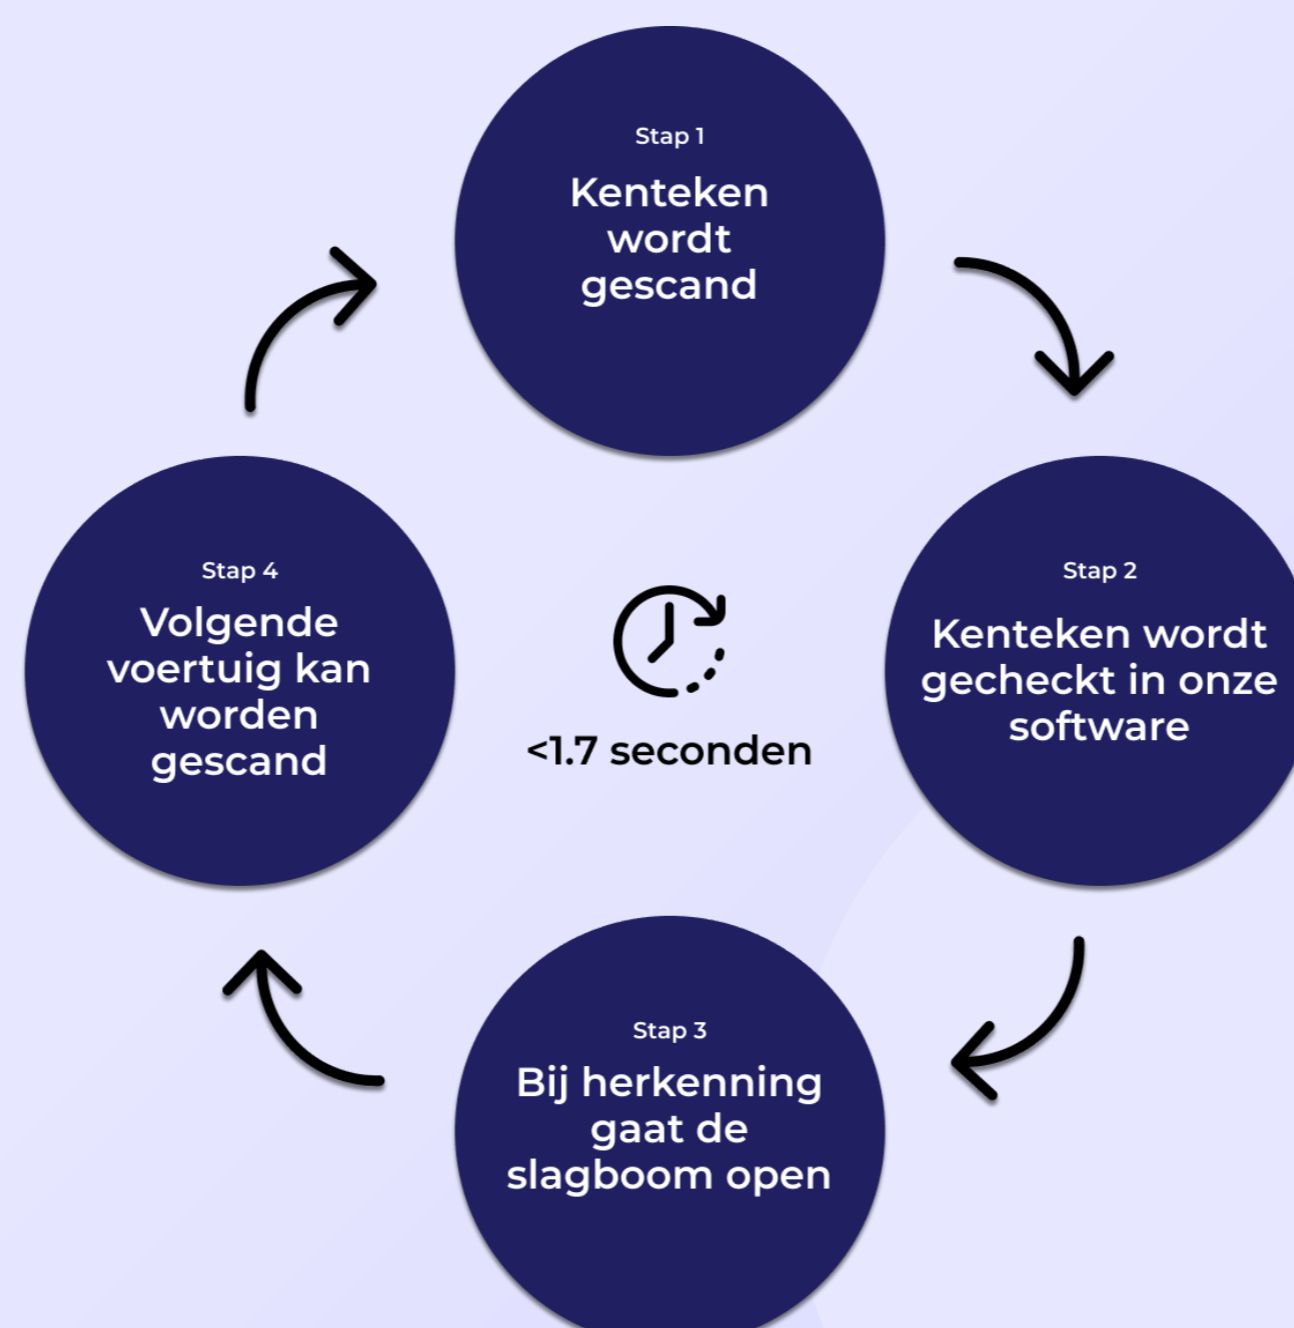 Stap 1
Kenteken
wordt
gescand
Stap 2
Kenteken wordt
gecheckt in onze
software
Stap 3
Bij herkenning
gaat de
slagboom open
Stap 4
Volgende
voertuig kan
worden
gescand
<1.7 seconden